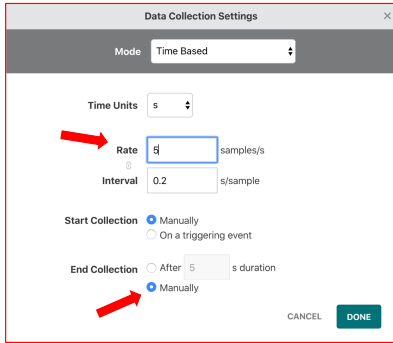 Data Collection Settings ×
Mode Time Based
Time Units s
Rate 5 samples/s
Interval 0.2 s/sample
Start Collection Manually
On a triggering event
End Collection After 5 s duration
Manually
CANCEL DONE